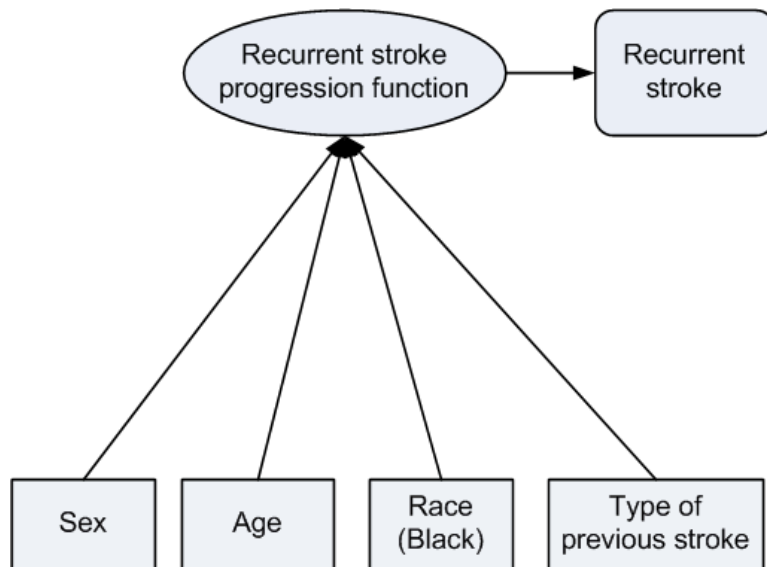 Recurrent stroke
progression function
Recurrent
stroke
Sex
Age
Race
(Black)
Type of
previous stroke